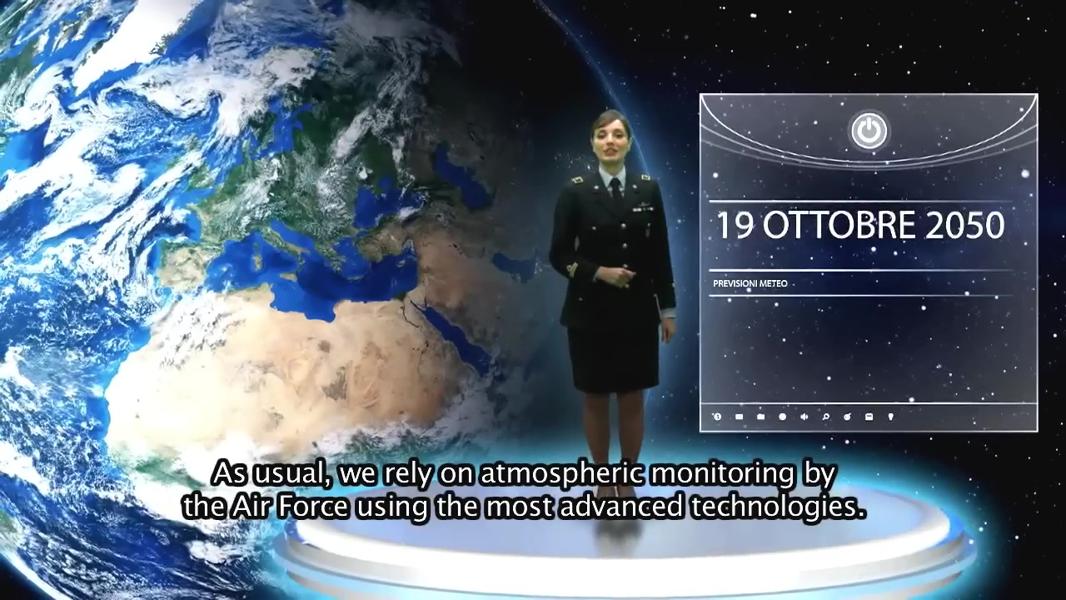 19 OTTOBRE 2050
PREVISIONI METEO
As usual, we rely on atmospheric monitoring by
the Air Force using the most advanced technologies.